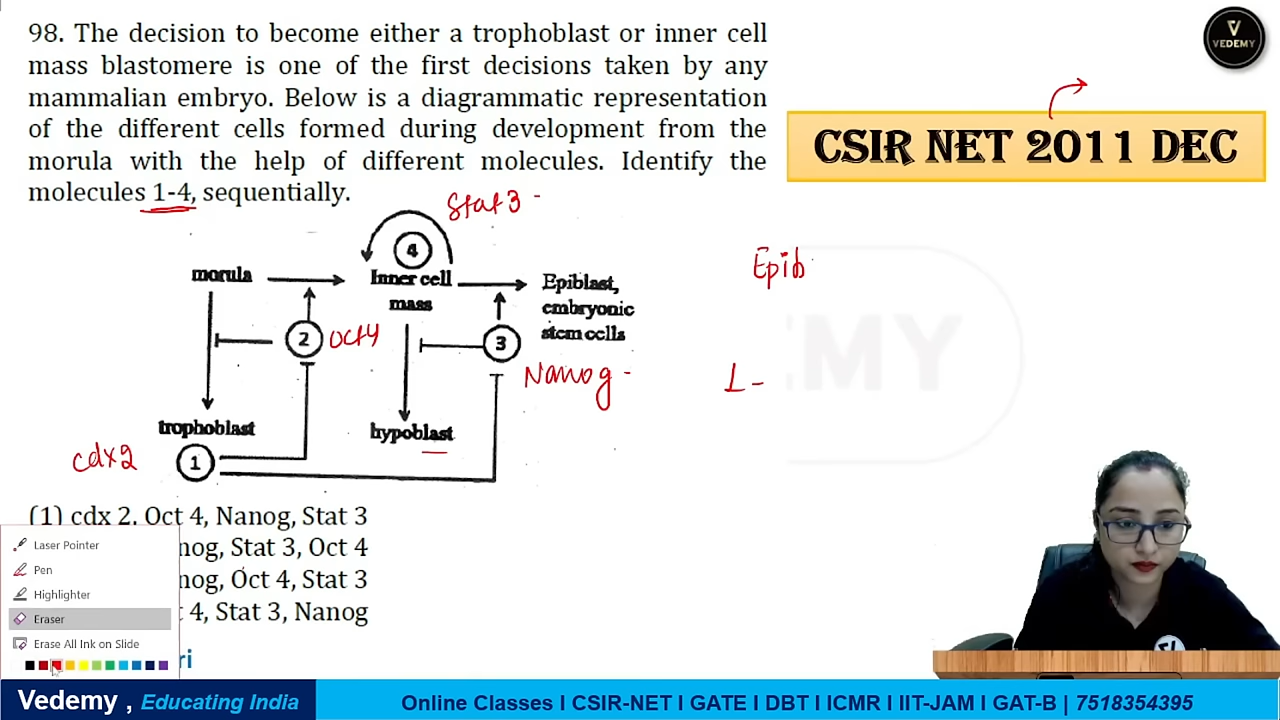 98. The decision to become either a trophoblast or inner cell
mass blastomere is one of the first decisions taken by any
mammalian embryo. Below is a diagrammatic representation
of the different cells formed during development from the
morula with the help of different molecules. Identify the
molecules 1-4, sequentially.
VEDEMY
CSIR NET 2011 DEC
Stat 3 -
4
morula
Inner cell
mass
Epiblast,
embryonic
stem cells
Epib
2
Oct4
3
Nanog -
1 -
EMY
trophoblast
hypoblast
cdx2
1
(1) cdx 2, Oct 4, Nanog, Stat 3
nog, Stat 3, Oct 4
nog, Oct 4, Stat 3
t 4, Stat 3, Nanog
ri
Laser Pointer
Pen
Highlighter
Eraser
Erase All Ink on Slide
Vedemy , Educating India
Online Classes I CSIR-NET I GATE I DBT I ICMR I IIT-JAM I GAT-B | 7518354395